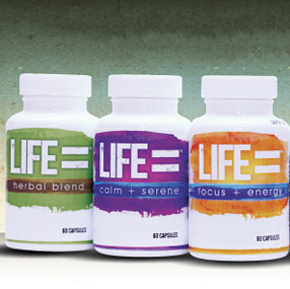 LIFE=
herbal blend
60 CAPSULES
LIFE=
calm + serene
60 CAPSULES
LIFE=
focus + energy
60 CAPSULES